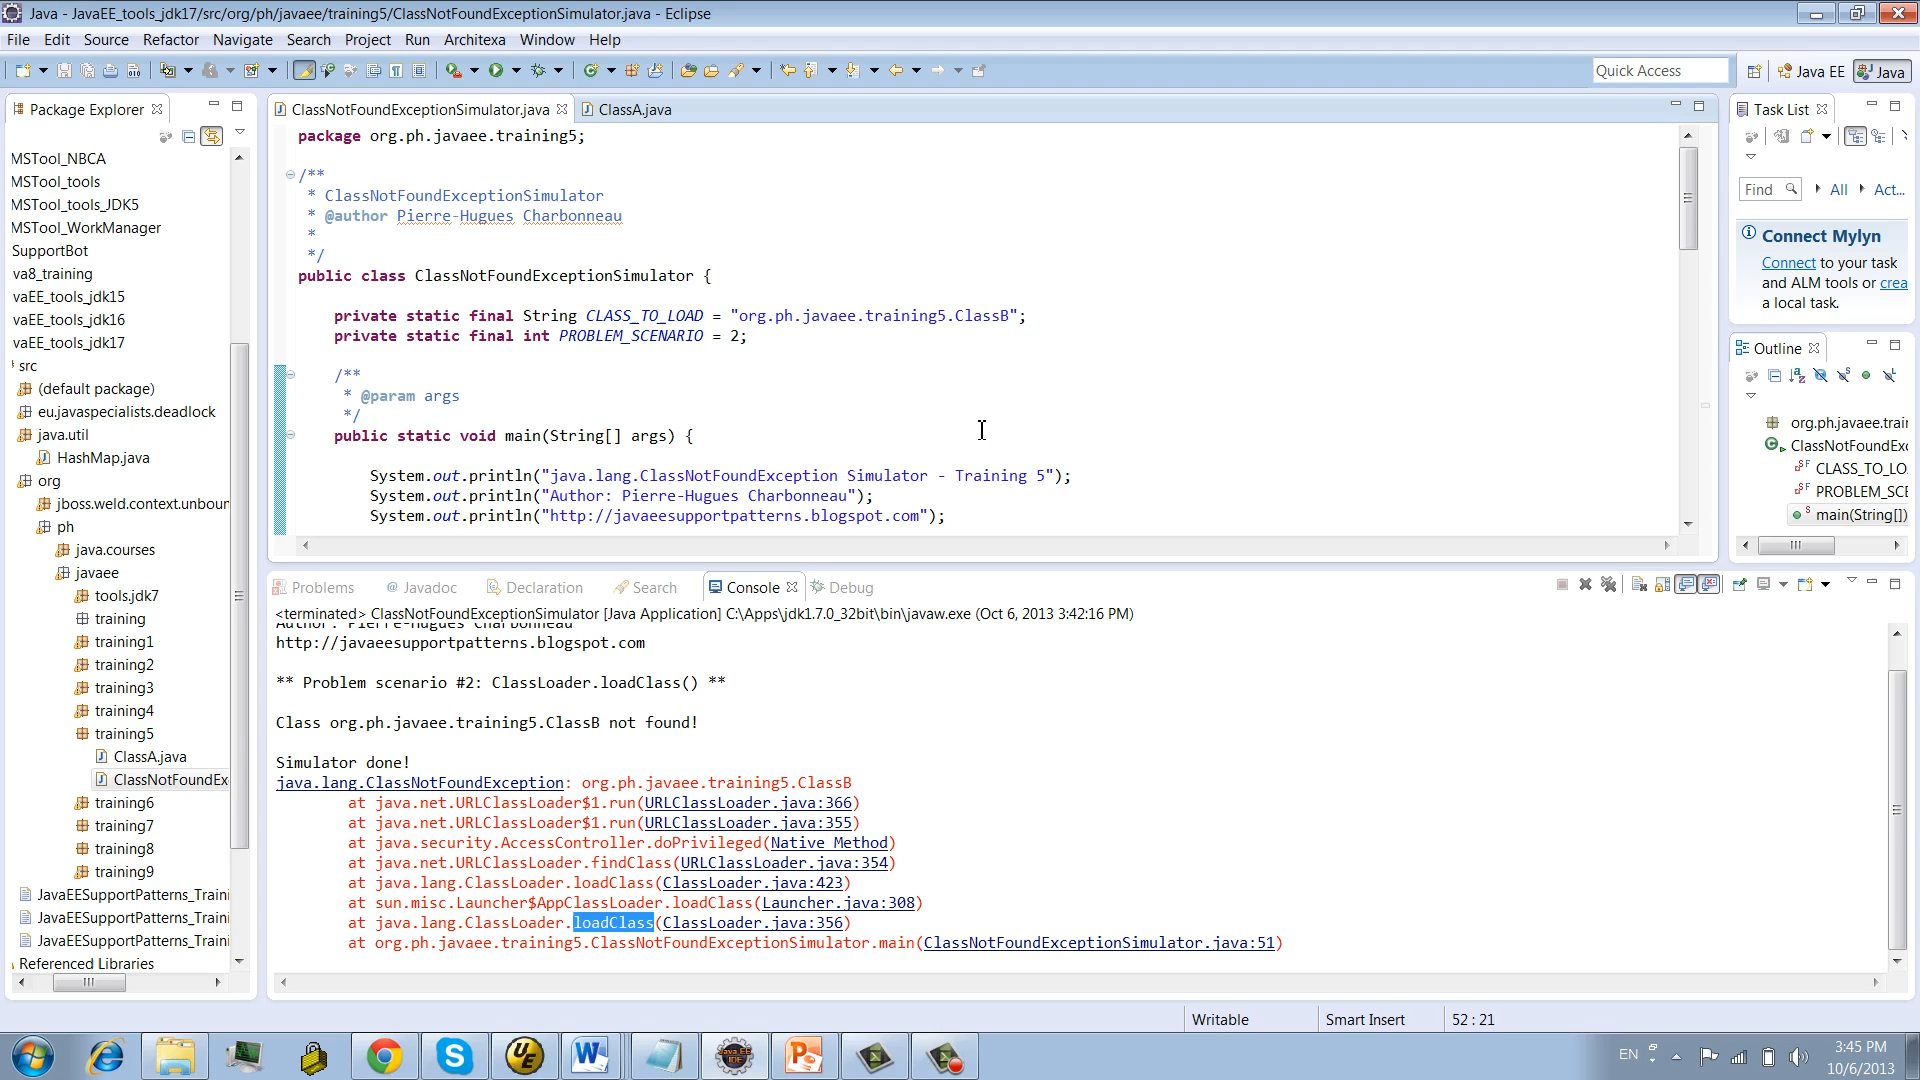 Java - JavaEE_tools_jdk17/src/org/ph/javaee/training5/ClassNotFoundExceptionSimulator.java - Eclipse
File Edit Source Refactor Navigate Search Project Run Architexa Window Help
Quick Access
Java EE
Java
Package Explorer
MSTool_NBCA
MSTool_tools
MSTool_tools_JDK5
MSTool_WorkManager
SupportBot
va8_training
vaEE_tools_jdk15
vaEE_tools_jdk16
vaEE_tools_jdk17
src
(default package)
eu.javaspecialists.deadlock
java.util
HashMap.java
org
jboss.weld.context.unboun
ph
java.courses
javaee
tools.jdk7
training
training1
training2
training3
training4
training5
ClassA.java
ClassNotFoundEx
training6
training7
training8
training9
JavaEESupportPatterns_Traini
JavaEESupportPatterns_Traini
JavaEESupportPatterns_Traini
Referenced Libraries
ClassNotFoundExceptionSimulator.java
ClassA.java
package org.ph.javaee.training5;
/**
* ClassNotFoundExceptionSimulator
* @author Pierre-Hugues Charbonneau
*
*/
public class ClassNotFoundExceptionSimulator {
private static final String CLASS_TO_LOAD = "org.ph.javaee.training5.ClassB";
private static final int PROBLEM_SCENARIO = 2;
/**
* @param args
*/
public static void main(String[] args) {
System.out.println("java.lang.ClassNotFoundException Simulator - Training 5");
System.out.println("Author: Pierre-Hugues Charbonneau");
System.out.println("http://javaeesupportpatterns.blogspot.com");
Task List
Find
All
Act...
Connect Mylyn
Connect to your task
and ALM tools or crea
a local task.
Outline
org.ph.javaee.trai
ClassNotFoundEx
CLASS_TO_LO
PROBLEM_SCE
main(String[])
Problems @ Javadoc Declaration Search Console Debug
<terminated> ClassNotFoundExceptionSimulator [Java Application] C:\Apps\jdk1.7.0_32bit\bin\javaw.exe (Oct 6, 2013 3:42:16 PM)
Author: Pierre-Hugues Charbonneau
http://javaeesupportpatterns.blogspot.com
** Problem scenario #2: ClassLoader.loadClass() **
Class org.ph.javaee.training5.ClassB not found!
Simulator done!
java.lang.ClassNotFoundException: org.ph.javaee.training5.ClassB
at java.net.URLClassLoader$1.run(URLClassLoader.java:366)
at java.net.URLClassLoader$1.run(URLClassLoader.java:355)
at java.security.AccessController.doPrivileged(Native Method)
at java.net.URLClassLoader.findClass(URLClassLoader.java:354)
at java.lang.ClassLoader.loadClass(ClassLoader.java:423)
at sun.misc.Launcher$AppClassLoader.loadClass(Launcher.java:308)
at java.lang.ClassLoader.loadClass(ClassLoader.java:356)
at org.ph.javaee.training5.ClassNotFoundExceptionSimulator.main(ClassNotFoundExceptionSimulator.java:51)
Writable
Smart Insert
52 : 21
EN
3:45 PM
10/6/2013